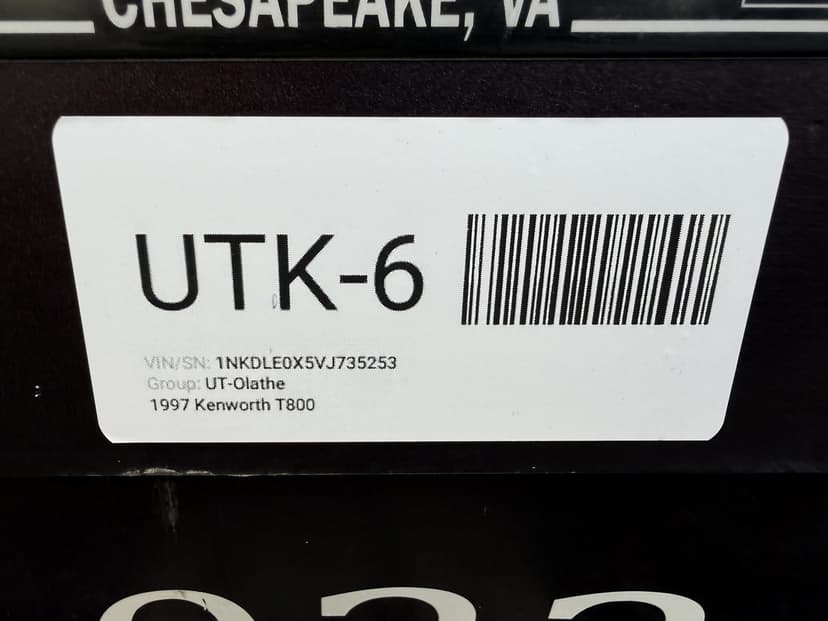 CHESAPEAKE, VA
UTK-6
VIN/SN: 1NKDLE0X5VJ735253
Group: UT-Olathe
1997 Kenworth T800